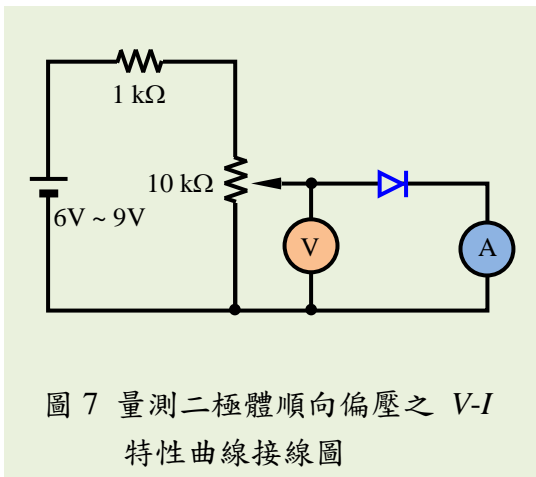 1 kΩ
10 kΩ
6V ~ 9V
V
A
圖 7 量測二極體順向偏壓之 V-I
特性曲線接線圖